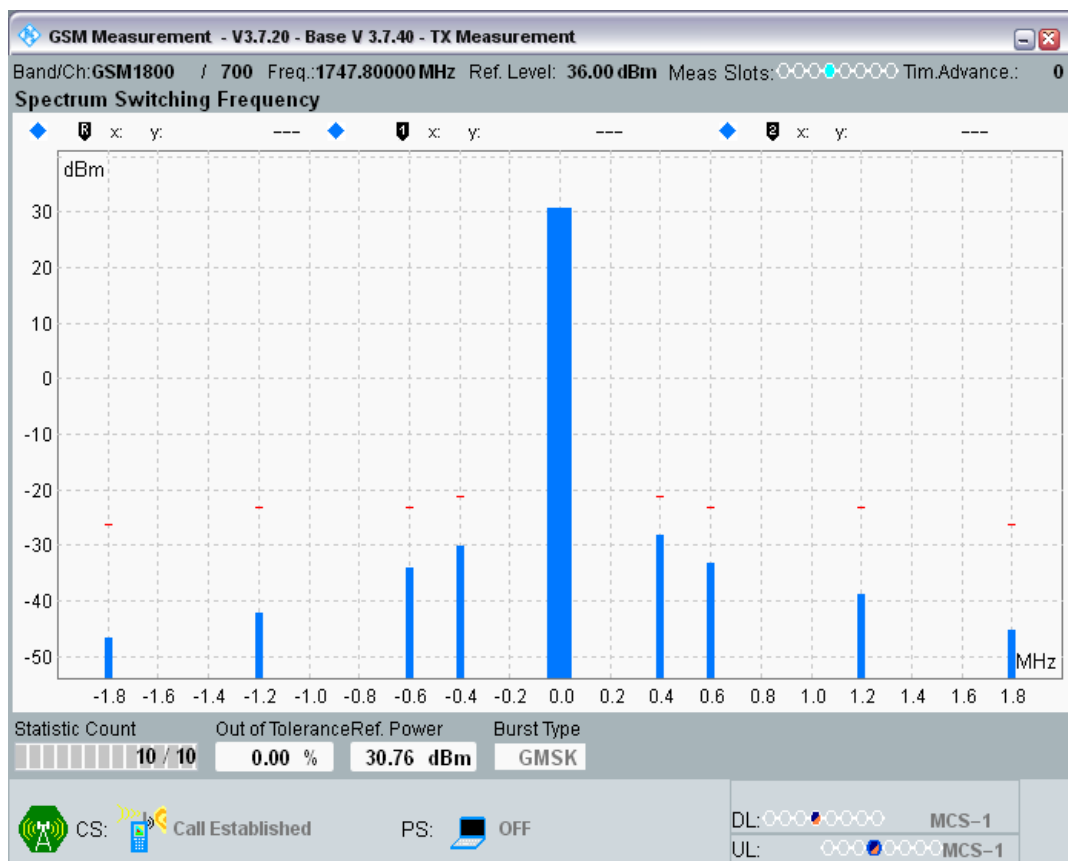 GSM Measurement - V3.7.20 - Base V 3.7.40 - TX Measurement
Band/Ch:GSM1800 / 700 Freq.:1747.80000 MHz Ref. Level: 36.00 dBm Meas Slots: Tim.Advance.: 0
Spectrum Switching Frequency
R x: y: --- 1 x: y: --- 2 x: y: ---
dBm
30
20
10
0
-10
-20
-30
-40
-50
MHz
-1.8 -1.6 -1.4 -1.2 -1.0 -0.8 -0.6 -0.4 -0.2 0.0 0.2 0.4 0.6 0.8 1.0 1.2 1.4 1.6 1.8
Statistic Count Out of Tolerance Ref. Power Burst Type
10 / 10 0.00 % 30.76 dBm GMSK
CS: Call Established PS: OFF
DL: MCS-1
UL: MCS-1